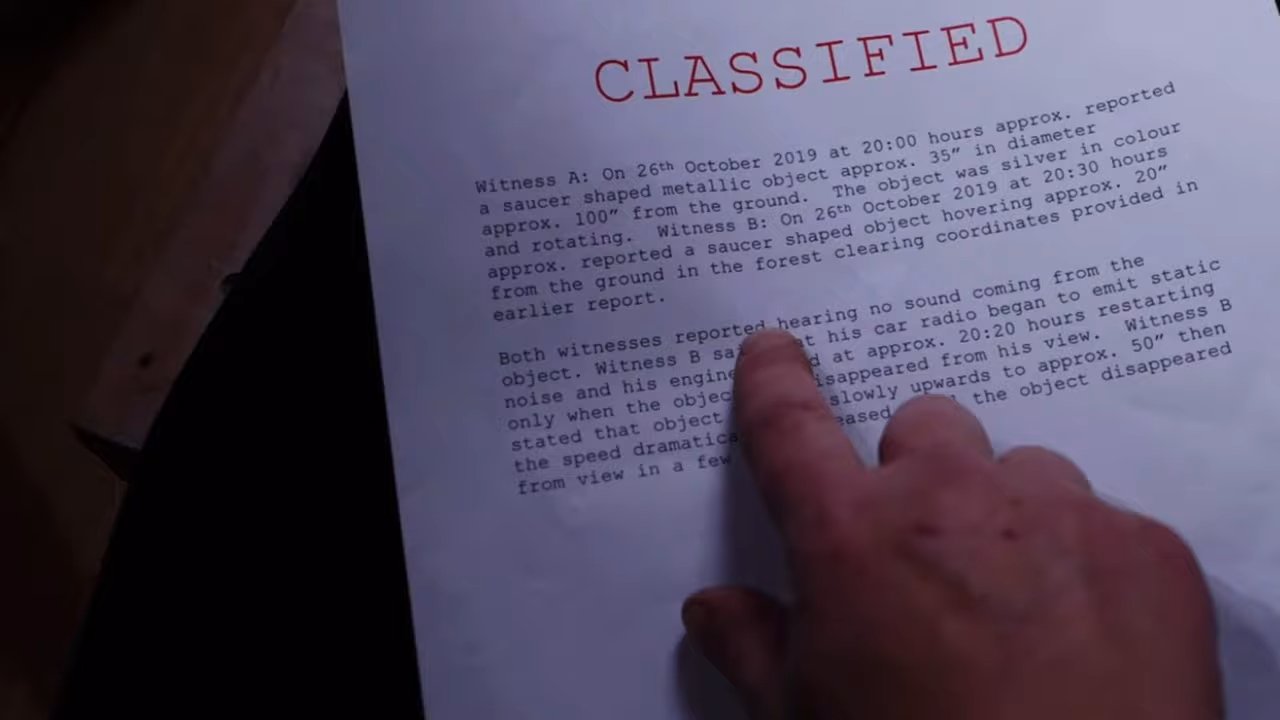 CLASSIFIED
Witness A: On 26th October 2019 at 20:00 hours approx. reported
a saucer shaped metallic object approx. 35″ in diameter
approx. 100″ from the ground. The object was silver in colour
and rotating. Witness B: On 26th October 2019 at 20:30 hours
approx. reported a saucer shaped object hovering approx. 20″
from the ground in the forest clearing coordinates provided in
earlier report.
Both witnesses reported hearing no sound coming from the
object. Witness B his car radio began to emit static
noise and his engine at approx. 20:20 hours restarting
only when the object disappeared from his view. Witness B
stated that object slowly upwards to approx. 50″ then
the speed the object disappeared
from view in a few